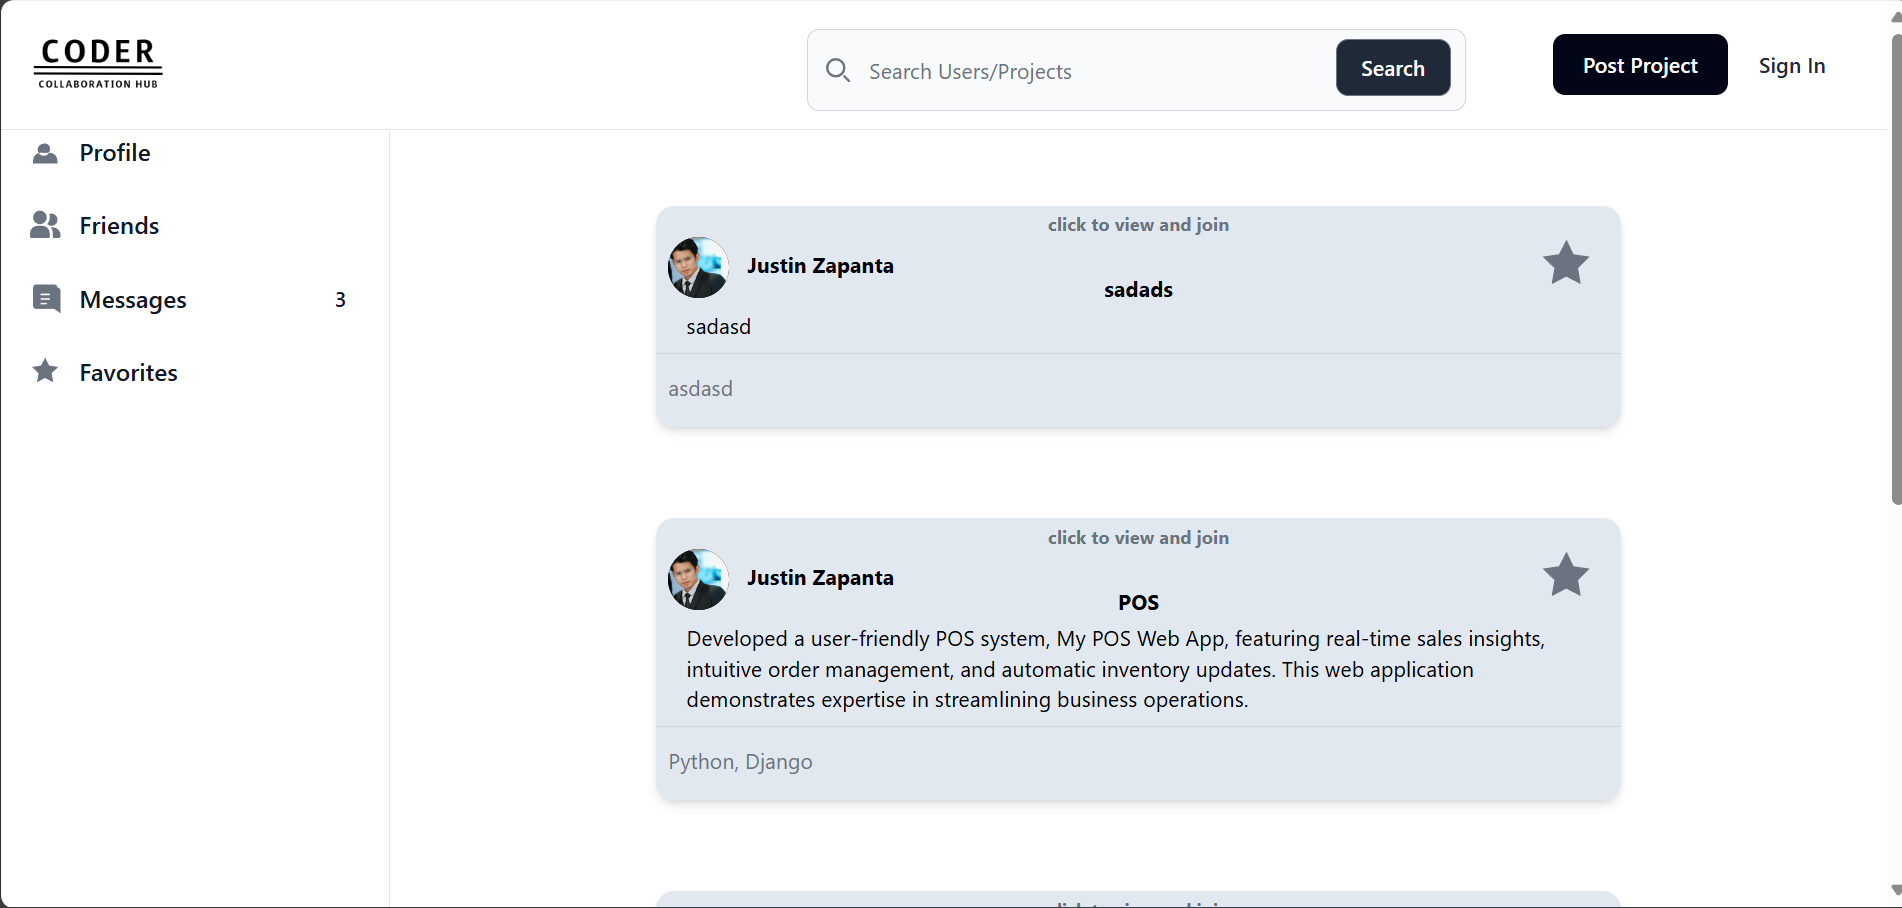 CODER
COLLABORATION HUB
Search Users/Projects
Search
Post Project
Sign In
Profile
Friends
Messages 3
Favorites
click to view and join
Justin Zapanta
sadads
sadasd
asdasd
click to view and join
Justin Zapanta
POS
Developed a user-friendly POS system, My POS Web App, featuring real-time sales insights,
intuitive order management, and automatic inventory updates. This web application
demonstrates expertise in streamlining business operations.
Python, Django